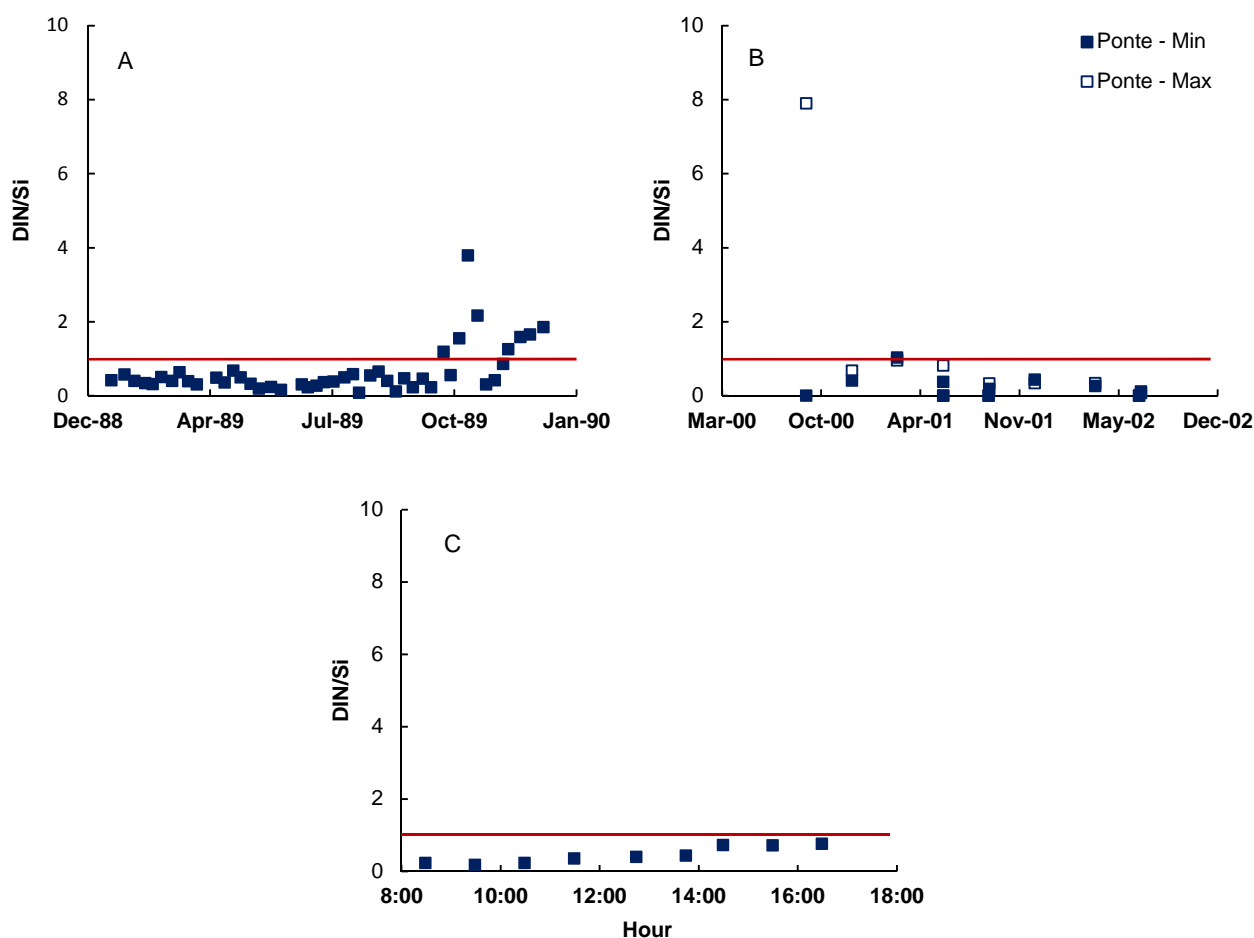 10
8
6
4
2
0
DIN/Si
A
Dec-88 Apr-89 Jul-89 Oct-89 Jan-90
10
8
6
4
2
0
DIN/Si
B
Ponte - Min
Ponte - Max
Mar-00 Oct-00 Apr-01 Nov-01 May-02 Dec-02
10
8
6
4
2
0
DIN/Si
C
8:00 10:00 12:00 14:00 16:00 18:00
Hour